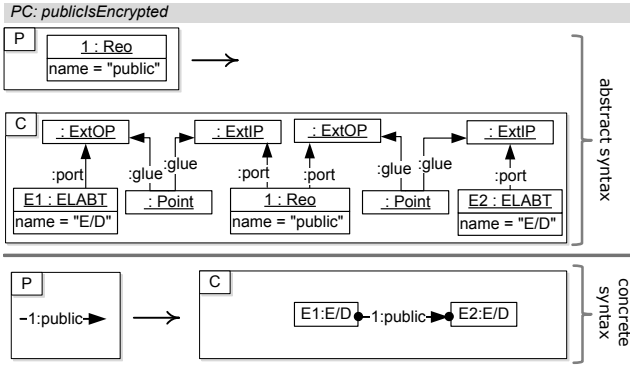 PC: publicIsEncrypted
P
1 : Reo
name = "public"
abstract syntax
C
: ExtOP
: ExtIP
: ExtOP
: ExtIP
:port
:glue
:glue
:port
:port
:glue
:glue
:port
E1 : ELABT
name = "E/D"
: Point
1 : Reo
name = "public"
: Point
E2 : ELABT
name = "E/D"
P
1:public
C
E1:E/D
1:public
E2:E/D
concrete
syntax